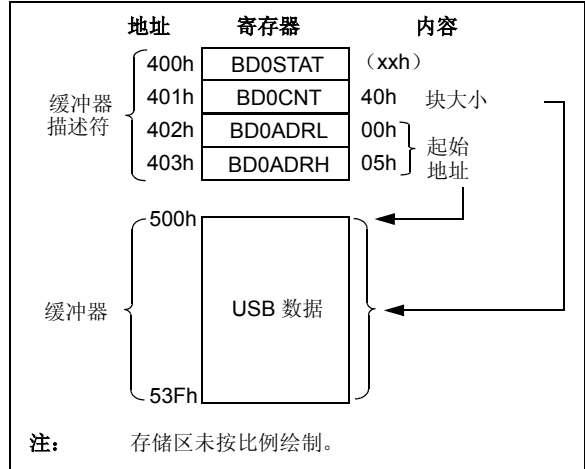 地址 寄存器 内容
400h BD0STAT （xxh）
401h BD0CNT 40h 块大小
缓冲器
描述符
402h BD0ADRL 00h
403h BD0ADRH 05h
起始
地址
500h
缓冲器 USB 数据
53Fh
注： 存储区未按比例绘制。